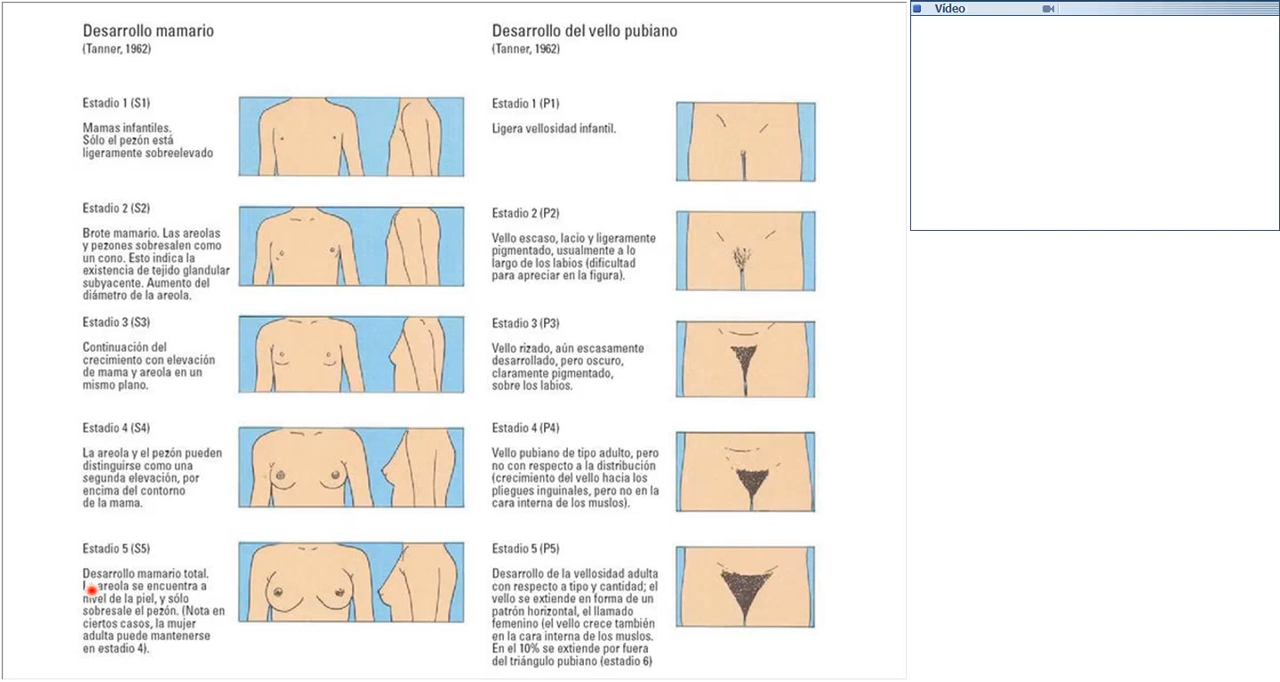 Vídeo
Desarrollo mamario
(Tanner, 1962)
Estadio 1 (S1)
Mamas infantiles.
Sólo el pezón está
ligeramente sobreelevado
Estadio 2 (S2)
Brote mamario. Las areolas
y pezones sobresalen como
un cono. Esto indica la
existencia de tejido glandular
subyacente. Aumento del
diámetro de la areola.
Estadio 3 (S3)
Continuación del
crecimiento con elevación
de mama y areola en un
mismo plano.
Estadio 4 (S4)
La areola y el pezón pueden
distinguirse como una
segunda elevación, por
encima del contorno
de la mama.
Estadio 5 (S5)
Desarrollo mamario total.
La areola se encuentra a
nivel de la piel, y sólo
sobresale el pezón. (Nota en
ciertos casos, la mujer
adulta puede mantenerse
en estadio 4).
Desarrollo del vello pubiano
(Tanner, 1962)
Estadio 1 (P1)
Ligera vellosidad infantil.
Estadio 2 (P2)
Vello escaso, lacio y ligeramente
pigmentado, usualmente a lo
largo de los labios (dificultad
para apreciar en la figura).
Estadio 3 (P3)
Vello rizado, aún escasamente
desarrollado, pero oscuro,
claramente pigmentado,
sobre los labios.
Estadio 4 (P4)
Vello pubiano de tipo adulto, pero
no con respecto a la distribución
(crecimiento del vello hacia los
pliegues inguinales, pero no en la
cara interna de los muslos).
Estadio 5 (P5)
Desarrollo de la vellosidad adulta
con respecto a tipo y cantidad; el
vello se extiende en forma de un
patrón horizontal, el llamado
femenino (el vello crece también
en la cara interna de los muslos.
En el 10% se extiende por fuera
del triángulo pubiano (estadio 6)